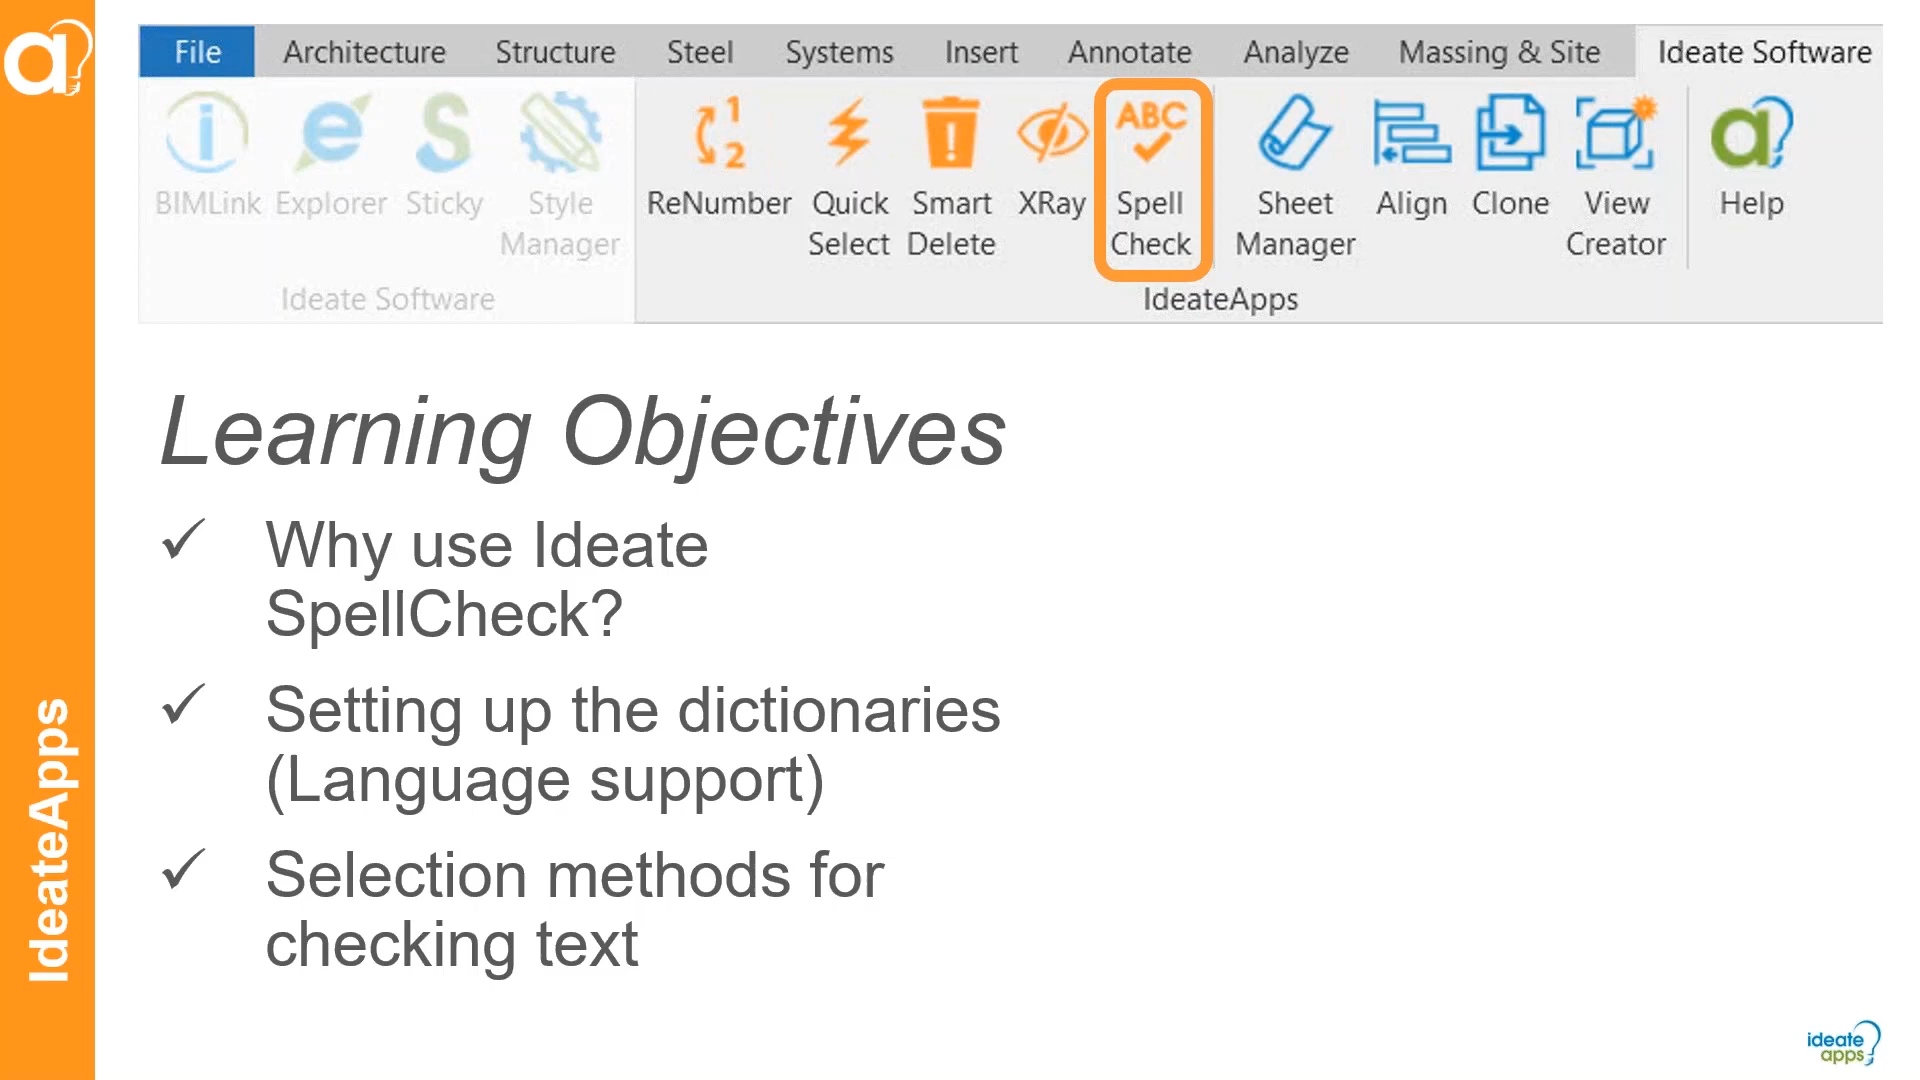 File Architecture Structure Steel Systems Insert Annotate Analyze Massing & Site Ideate Software
1
2
ABC
BIMLink Explorer Sticky Style Manager ReNumber Quick Select Smart Delete XRay Spell Check Sheet Manager Align Clone View Creator Help
Ideate Software IdeateApps
Learning Objectives
Why use Ideate
SpellCheck?
Setting up the dictionaries
(Language support)
Selection methods for
checking text
IdeateApps
ideate
apps